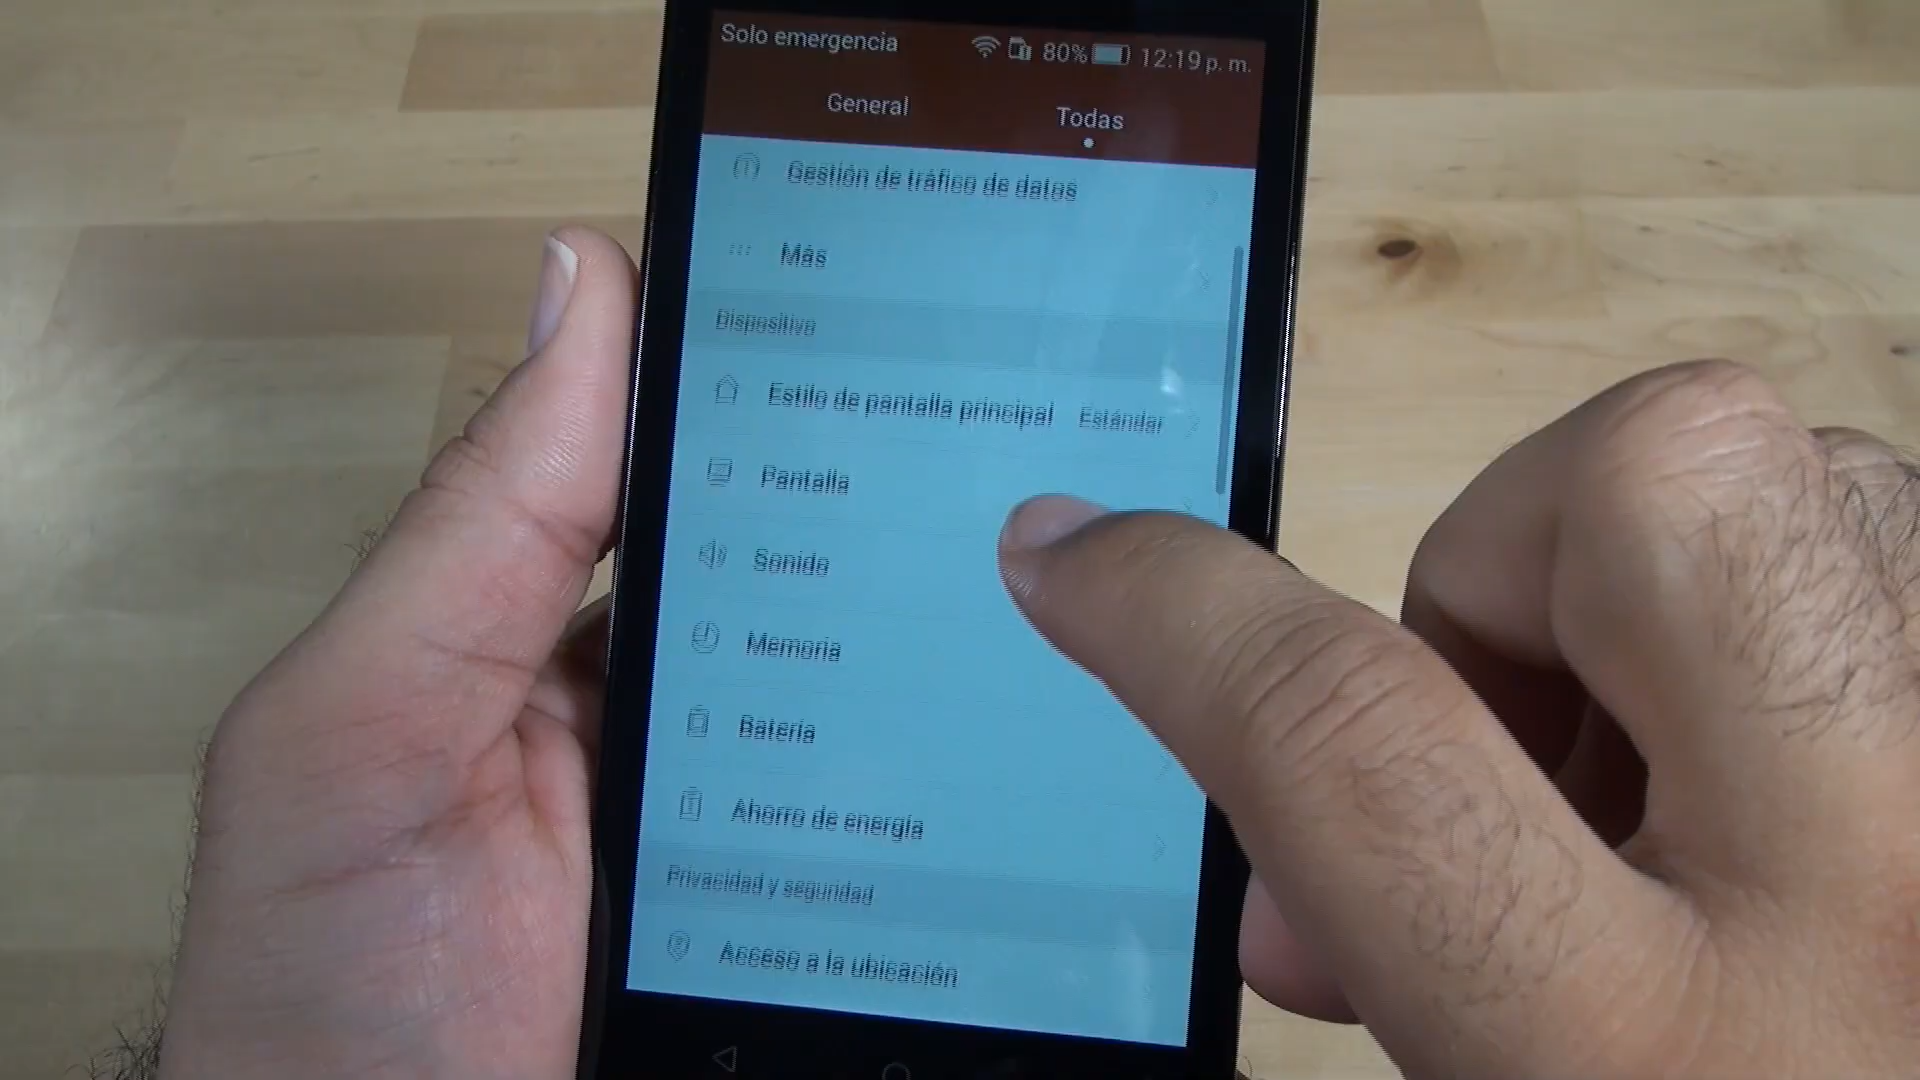 Solo emergencia 80% 12:19 p. m.
General Todas
Gestión de tráfico de datos
Más
Dispositivo
Estilo de pantalla principal Estándar
Pantalla
Sonido
Memoria
Batería
Ahorro de energía
Privacidad y seguridad
Acceso a la ubicación